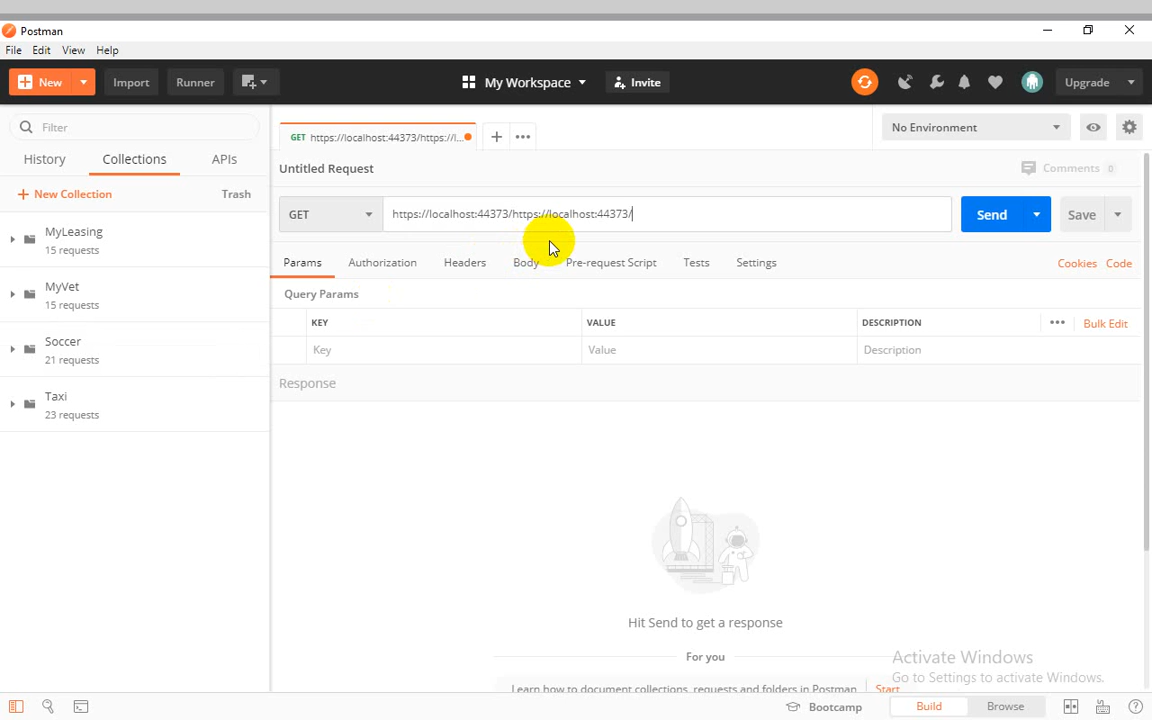 Postman
File Edit View Help
New Import Runner My Workspace Invite Upgrade
Filter
History Collections APIs
+ New Collection Trash
MyLeasing
15 requests
MyVet
15 requests
Soccer
21 requests
Taxi
23 requests
GET https://localhost:44373/https://l...
No Environment
Untitled Request
Comments 0
GET https://localhost:44373/https://localhost:44373/ Send Save
Params Authorization Headers Body Pre-request Script Tests Settings Cookies Code
Query Params
KEY VALUE DESCRIPTION ••• Bulk Edit
Key Value Description
Response
Hit Send to get a response
For you
Learn how to document collections, requests and folders in Postman Start
Activate Windows
Go to Settings to activate Windows.
Bootcamp Build Browse